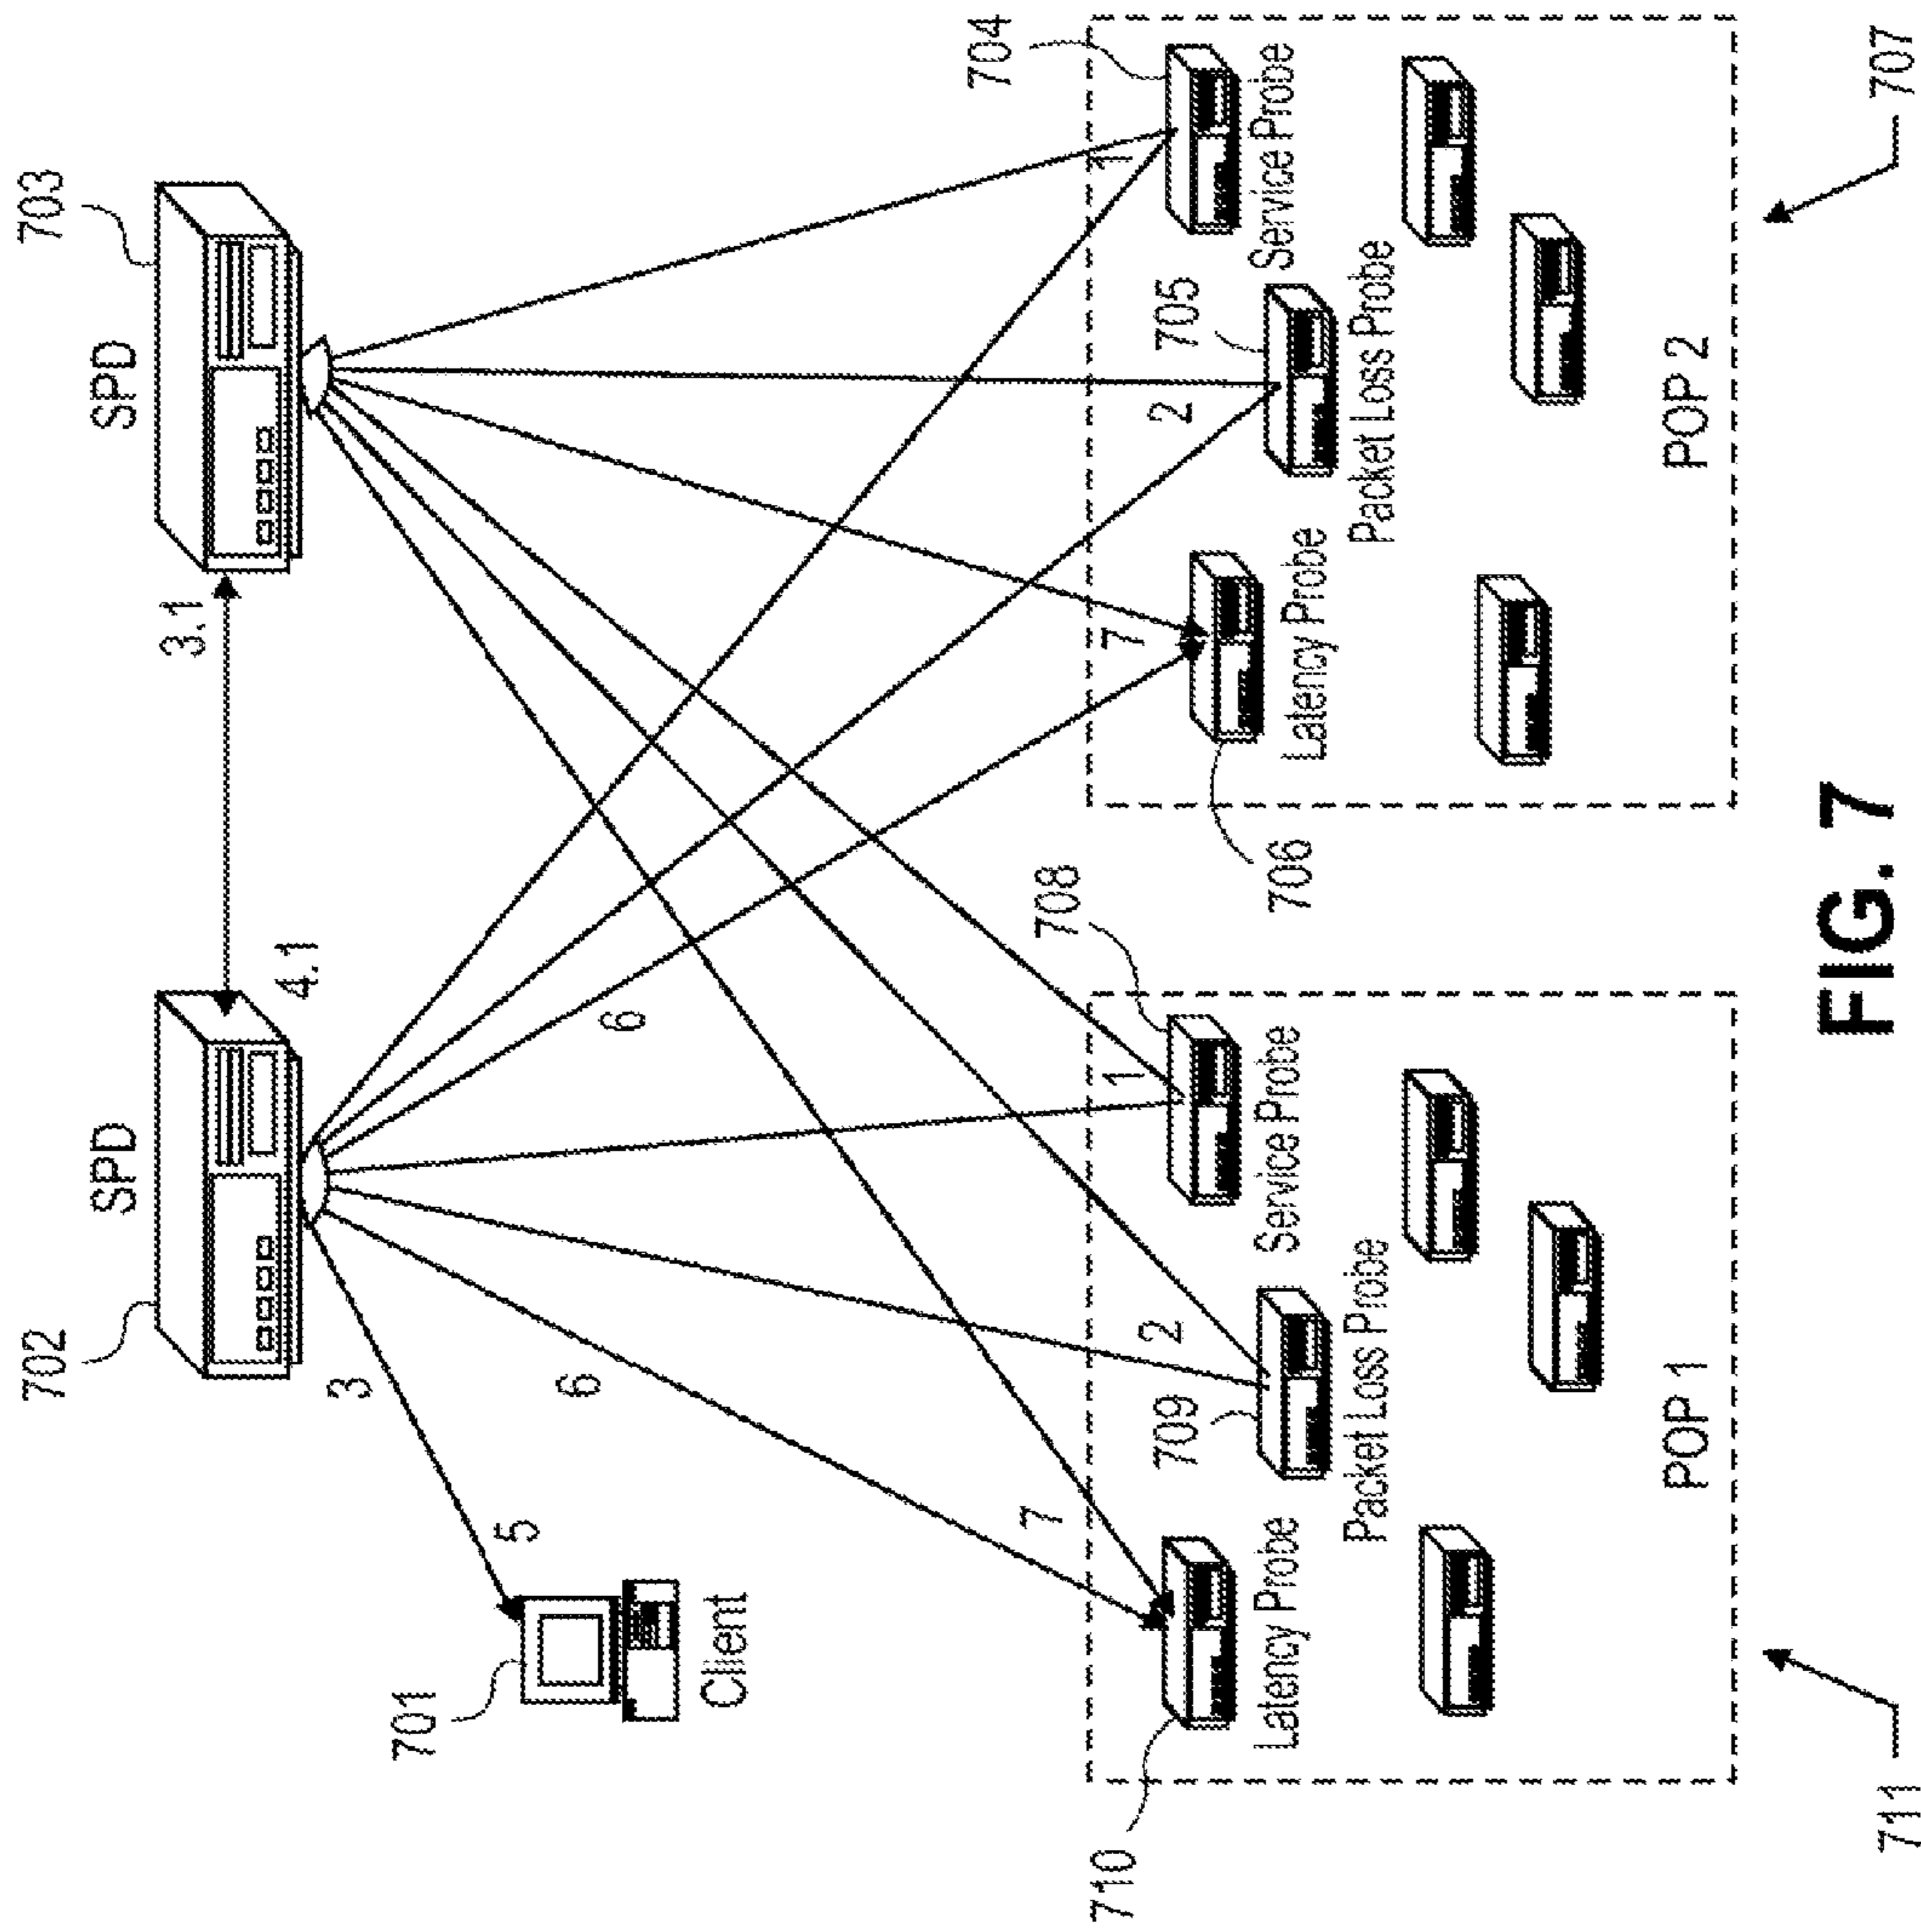 702
SPD
703
SPD
3.1
4.1
3
701
5
Client
6
6
7
710
Latency Probe
709
2
Packet Loss Probe
708
1
Service Probe
POP 1
711
706
7
Latency Probe
705
2
Packet Loss Probe
704
1
Service Probe
POP 2
707
FIG. 7